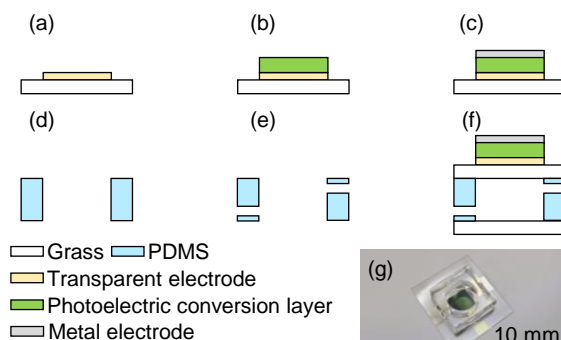 (a) (b) (c)
(d) (e) (f)
Grass PDMS
Transparent electrode
Photoelectric conversion layer
Metal electrode
(g)
10 mm